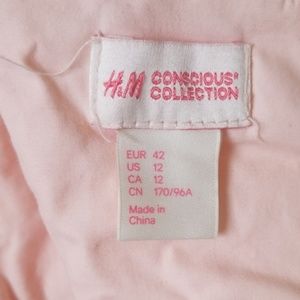 H&M CONSCIOUS*
COLLECTION
EUR 42
US 12
CA 12
CN 170/96A
Made in
China